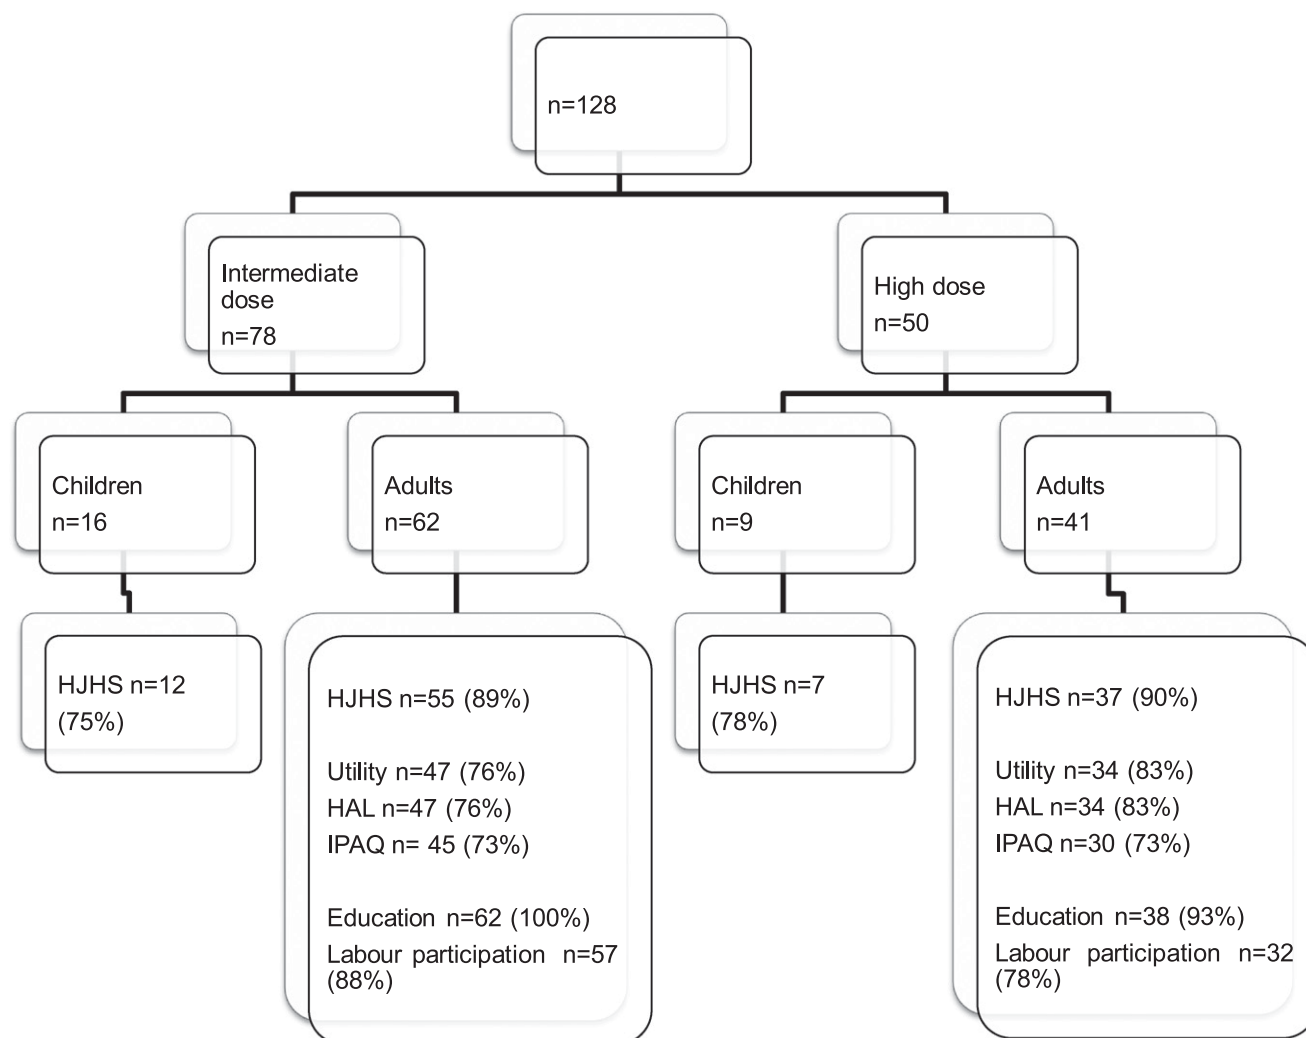 n=128
Intermediate
dose
n=78
High dose
n=50
Children
n=16
Adults
n=62
Children
n=9
Adults
n=41
HJHS n=12
(75%)
HJHS n=55 (89%)
Utility n=47 (76%)
HAL n=47 (76%)
IPAQ n= 45 (73%)
Education n=62 (100%)
Labour participation n=57
(88%)
HJHS n=7
(78%)
HJHS n=37 (90%)
Utility n=34 (83%)
HAL n=34 (83%)
IPAQ n=30 (73%)
Education n=38 (93%)
Labour participation n=32
(78%)